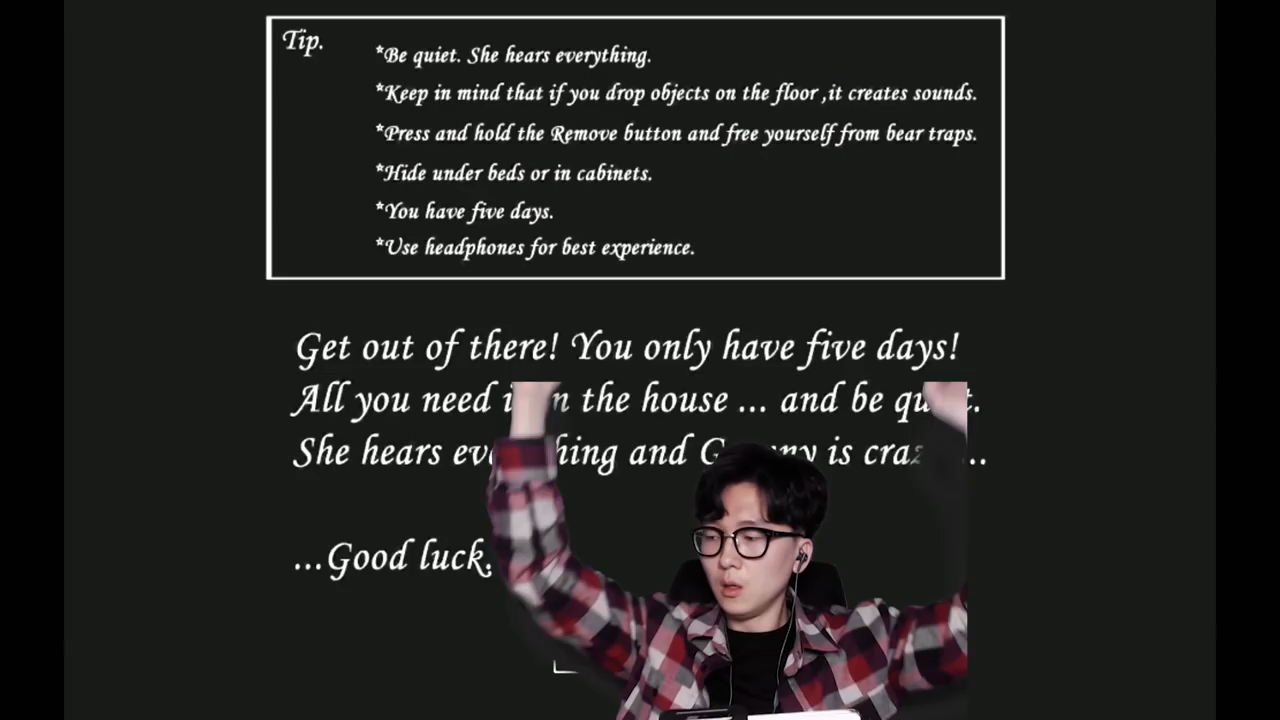 Tip.
*Be quiet. She hears everything.
*Keep in mind that if you drop objects on the floor ,it creates sounds.
*Press and hold the Remove button and free yourself from bear traps.
*Hide under beds or in cabinets.
*You have five days.
*Use headphones for best experience.
Get out of there! You only have five days!
All you need in the house ... and be
She hears and is
...Good luck.